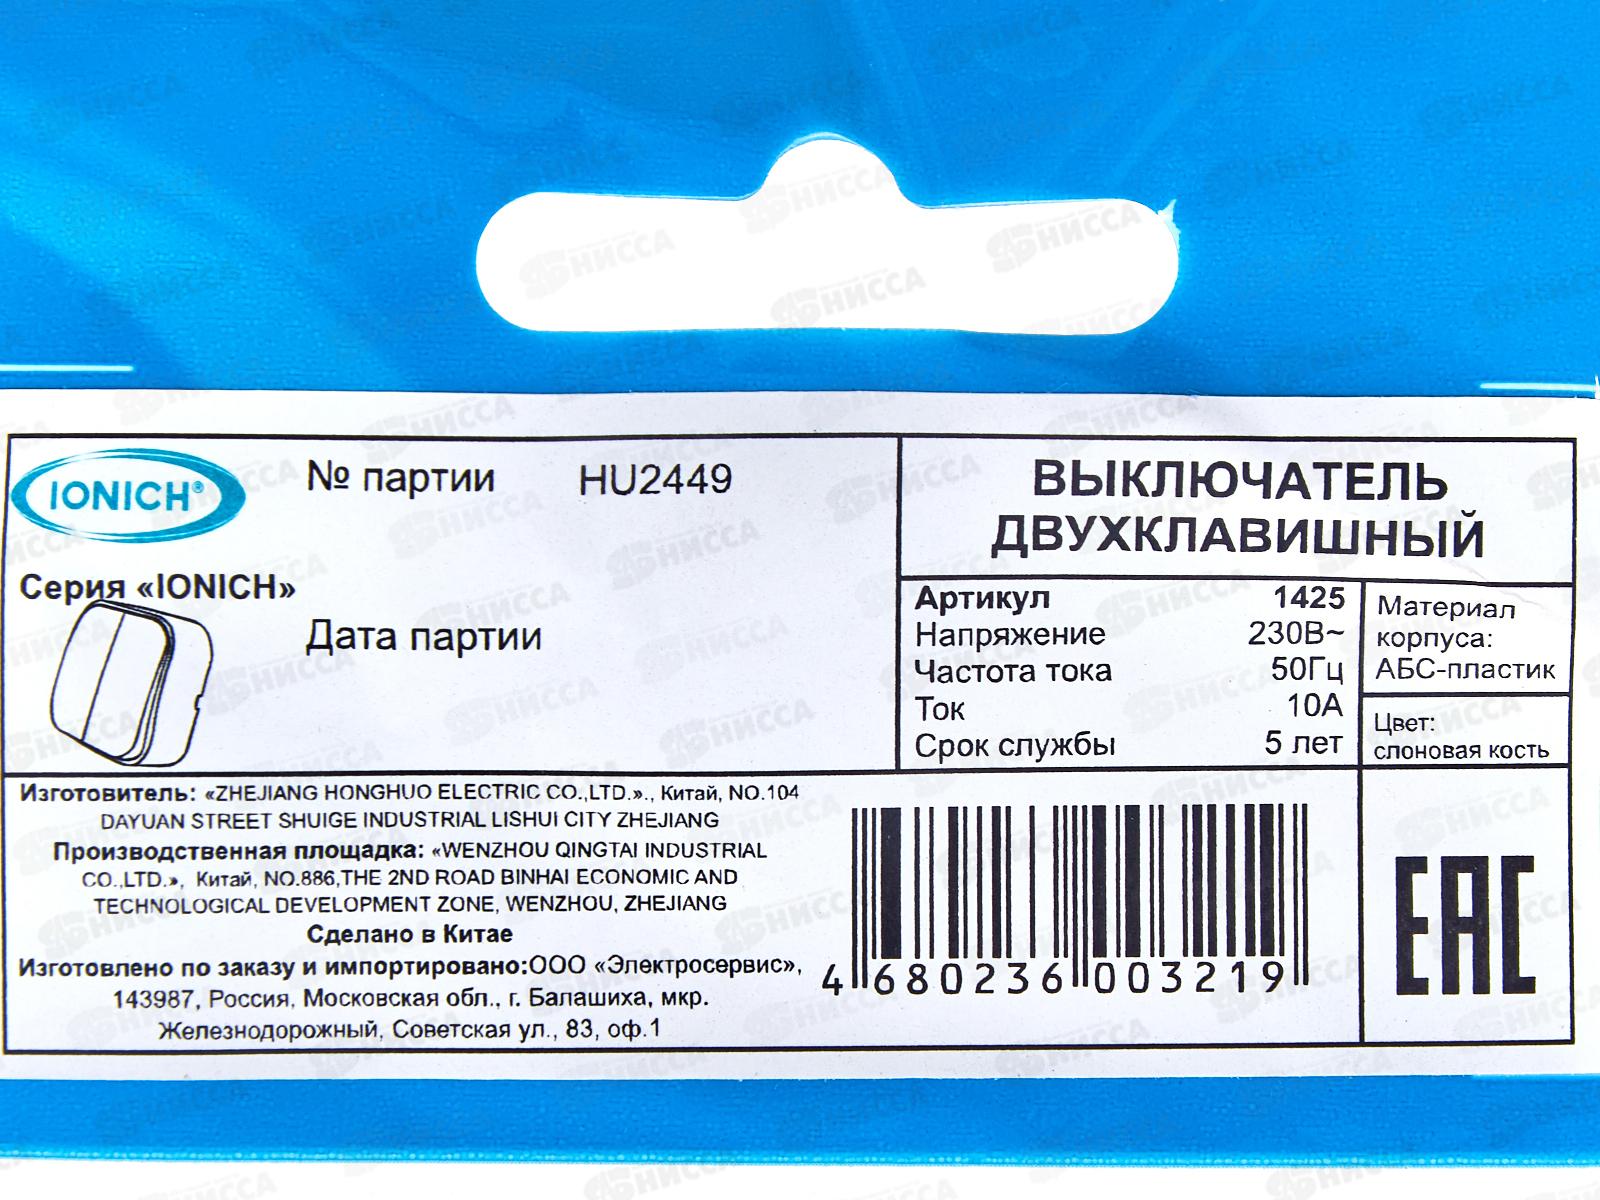 IONICH®
№ партии HU2449
Серия «IONICH»
Дата партии
ВЫКЛЮЧАТЕЛЬ
ДВУХКЛАВИШНЫЙ
Артикул 1425
Напряжение 230В~
Частота тока 50Гц
Ток 10А
Срок службы 5 лет
Материал
корпуса:
АБС-пластик
Цвет:
слоновая кость
Изготовитель: «ZHEJIANG HONGHUO ELECTRIC CO.,LTD.»., Китай, NO.104
DAYUAN STREET SHUIGE INDUSTRIAL LISHUI CITY ZHEJIANG
Производственная площадка: «WENZHOU QINGTAI INDUSTRIAL
CO.,LTD.», Китай, NO.886,THE 2ND ROAD BINHAI ECONOMIC AND
TECHNOLOGICAL DEVELOPMENT ZONE, WENZHOU, ZHEJIANG
Сделано в Китае
Изготовлено по заказу и импортировано:ООО «Электросервис»,
143987, Россия, Московская обл., г. Балашиха, мкр.
Железнодорожный, Советская ул., 83, оф.1
4 680236 003219
EAC
НИССА